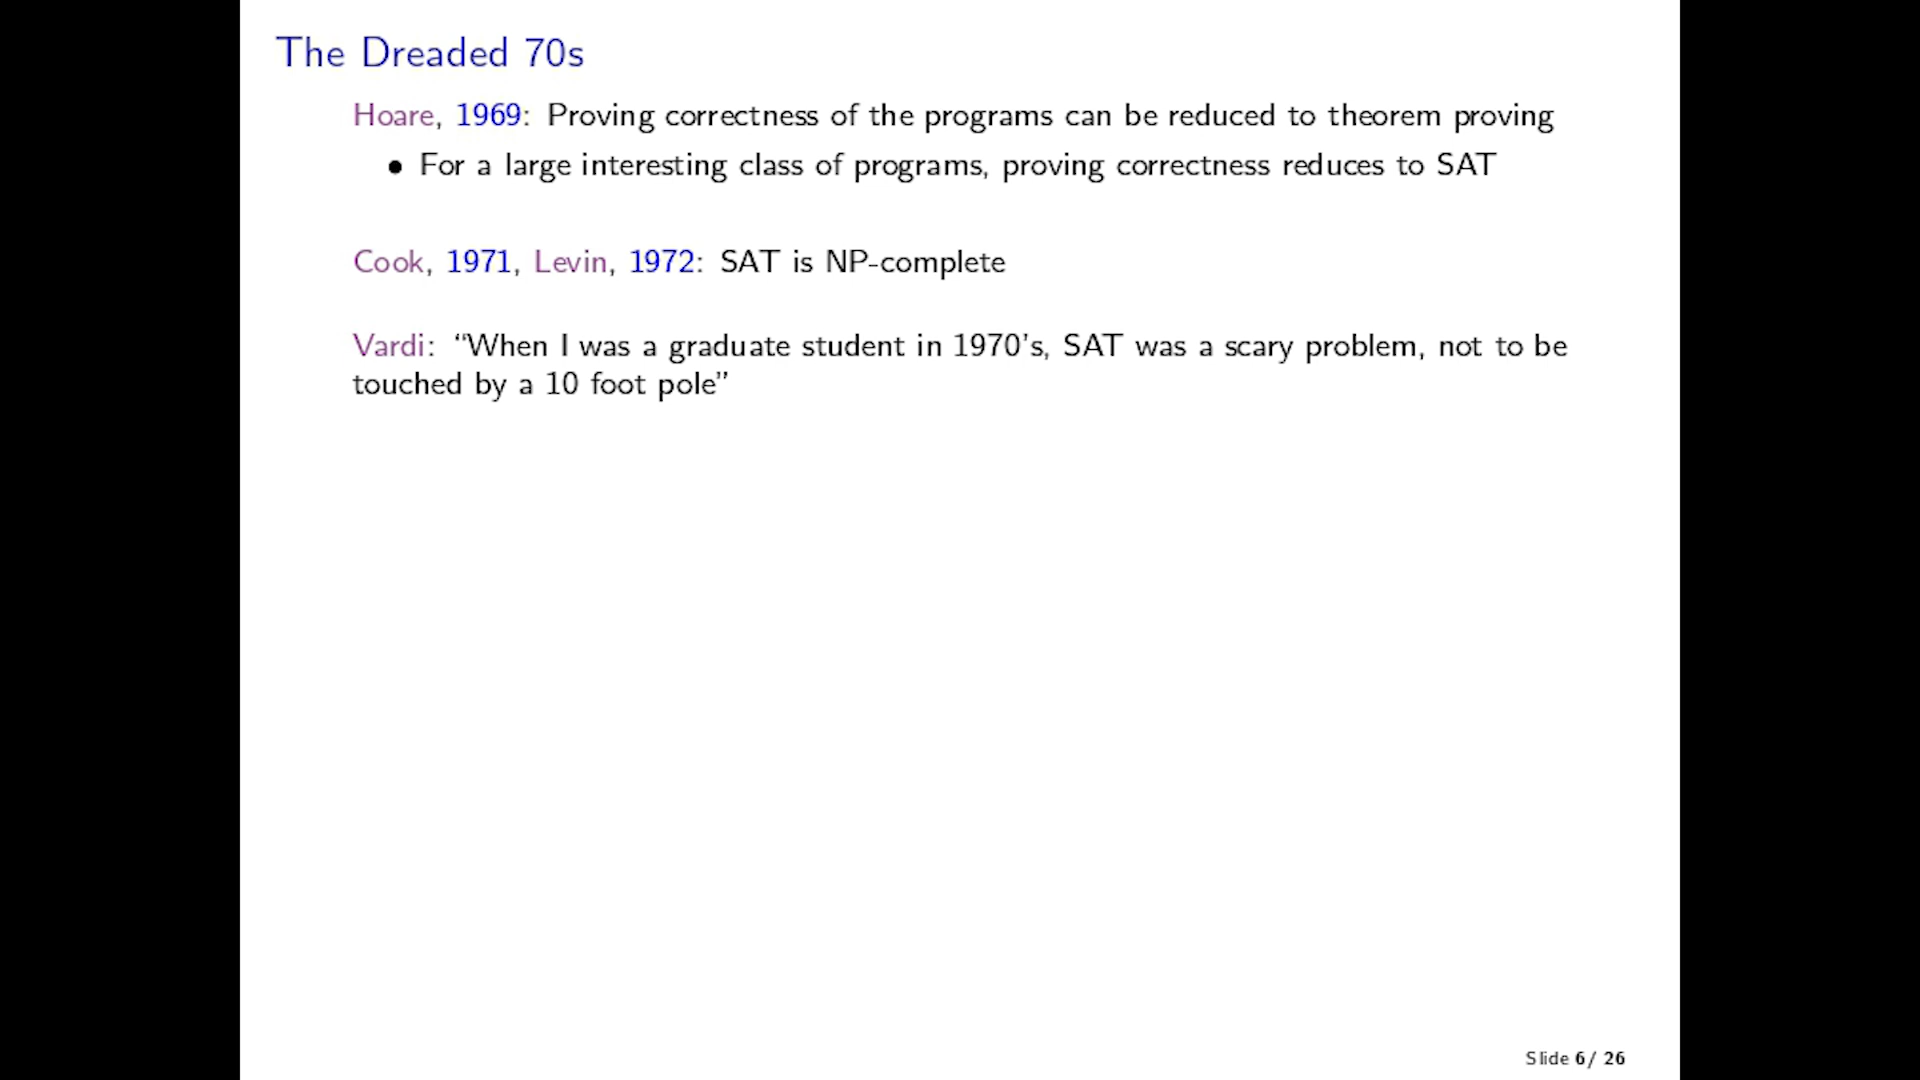 The Dreaded 70s
Hoare, 1969: Proving correctness of the programs can be reduced to theorem proving
• For a large interesting class of programs, proving correctness reduces to SAT
Cook, 1971, Levin, 1972: SAT is NP-complete
Vardi: “When I was a graduate student in 1970’s, SAT was a scary problem, not to be
touched by a 10 foot pole”
Slide 6/ 26